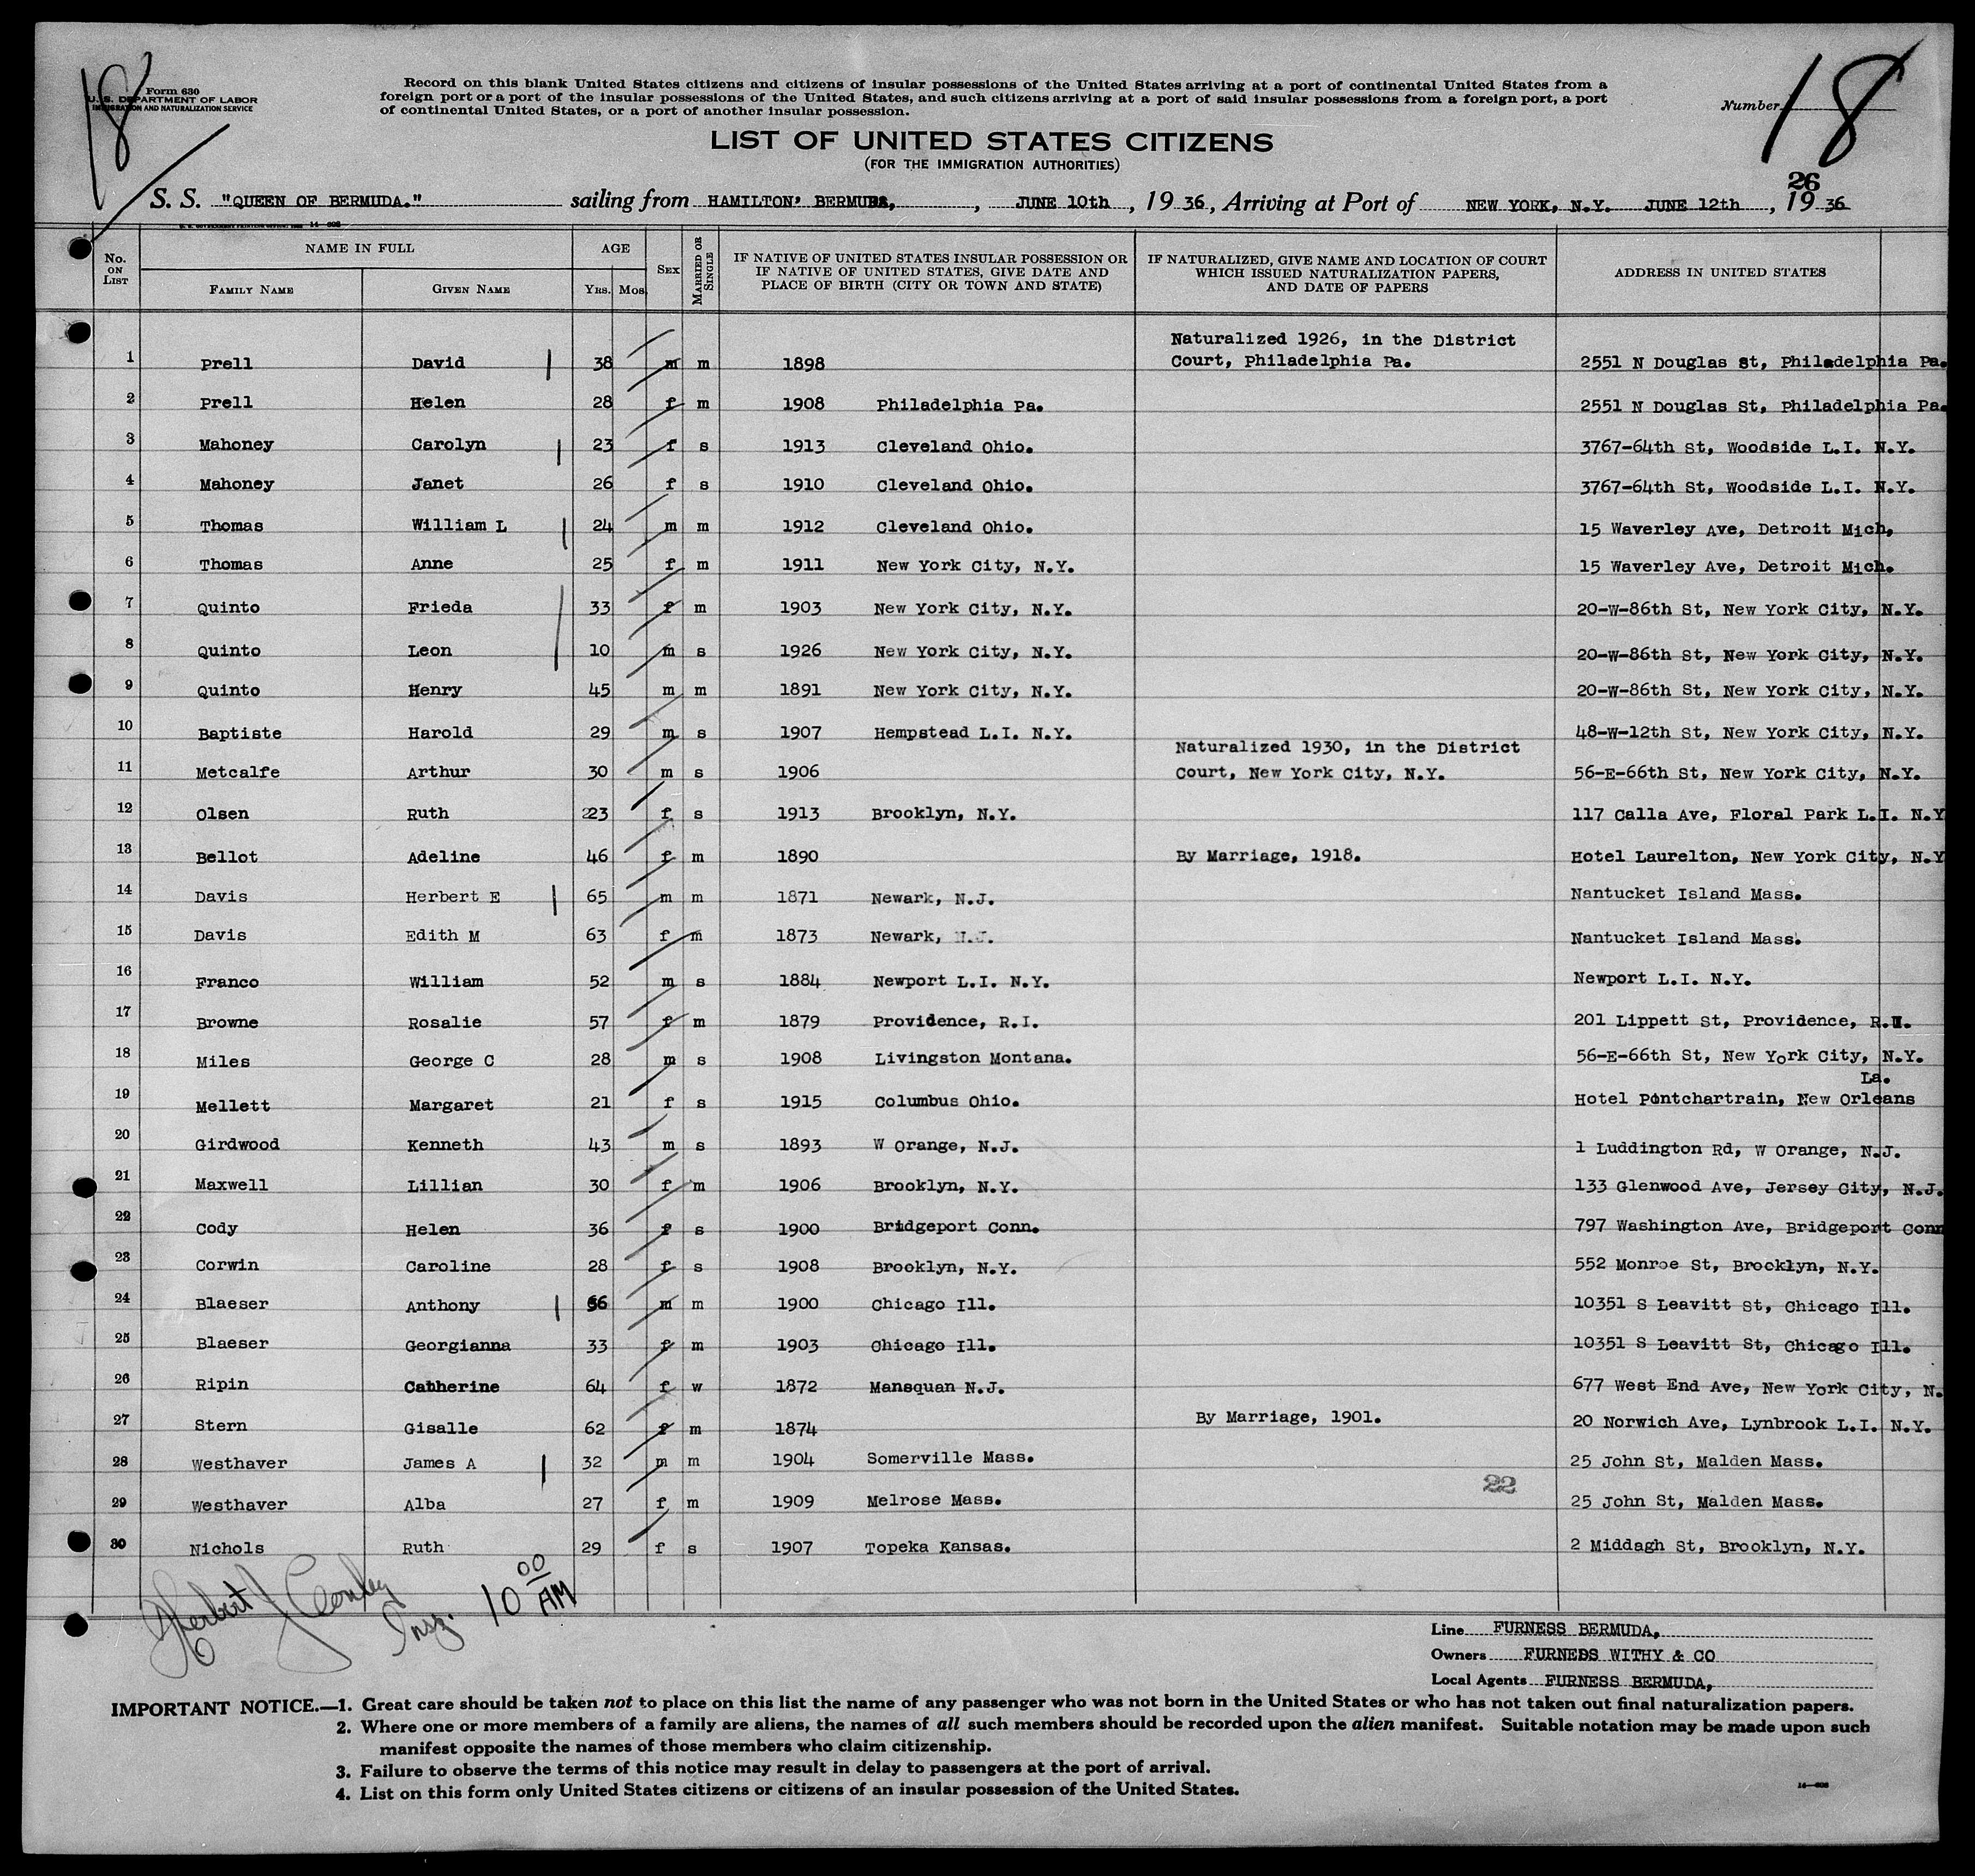 18
18
Form 630
U. S. DEPARTMENT OF LABOR
IMMIGRATION AND NATURALIZATION SERVICE
Record on this blank United States citizens and citizens of insular possessions of the United States arriving at a port of continental United States from a
foreign port or a port of the insular possessions of the United States, and such citizens arriving at a port of said insular possessions from a foreign port, a port
of continental United States, or a port of another insular possession.
Number
LIST OF UNITED STATES CITIZENS
(FOR THE IMMIGRATION AUTHORITIES)
26
S. S. "QUEEN OF BERMUDA." sailing from HAMILTON, BERMUDA, , JUNE 10th , 19 36, Arriving at Port of NEW YORK, N.Y. JUNE 12th , 19 36
U. S. GOVERNMENT PRINTING OFFICE: 14—608
No. ON LIST NAME IN FULL AGE SEX MARRIED OR SINGLE IF NATIVE OF UNITED STATES INSULAR POSSESSION OR IF NATIVE OF UNITED STATES, GIVE DATE AND PLACE OF BIRTH (CITY OR TOWN AND STATE) IF NATURALIZED, GIVE NAME AND LOCATION OF COURT WHICH ISSUED NATURALIZATION PAPERS, AND DATE OF PAPERS ADDRESS IN UNITED STATES
FAMILY NAME GIVEN NAME YRS. MOS.
Naturalized 1926, in the District
1 Prell David 38 m m 1898 Court, Philadelphia Pa. 2551 N Douglas St, Philadelphia Pa.
2 Prell Helen 28 f m 1908 Philadelphia Pa. 2551 N Douglas St, Philadelphia Pa.
3 Mahoney Carolyn 23 f s 1913 Cleveland Ohio. 3767-64th St, Woodside L.I. N.Y.
4 Mahoney Janet 26 f s 1910 Cleveland Ohio. 3767-64th St, Woodside L.I. N.Y.
5 Thomas William L 24 m m 1912 Cleveland Ohio. 15 Waverley Ave, Detroit Mich,
6 Thomas Anne 25 f m 1911 New York City, N.Y. 15 Waverley Ave, Detroit Mich.
7 Quinto Frieda 33 f m 1903 New York City, N.Y. 20-W-86th St, New York City, N.Y.
8 Quinto Leon 10 m s 1926 New York City, N.Y. 20-W-86th St, New York City, N.Y.
9 Quinto Henry 45 m m 1891 New York City, N.Y. 20-W-86th St, New York City, N.Y.
10 Baptiste Harold 29 m s 1907 Hempstead L.I. N.Y. 48-W-12th St, New York City, N.Y.
Naturalized 1930, in the District
11 Metcalfe Arthur 30 m s 1906 Court, New York City, N.Y. 56-E-66th St, New York City, N.Y.
12 Olsen Ruth 23 f s 1913 Brooklyn, N.Y. 117 Calla Ave, Floral Park L.I. N.Y
13 Bellot Adeline 46 f m 1890 By Marriage, 1918. Hotel Laurelton, New York City, N.Y
14 Davis Herbert E 65 m m 1871 Newark, N.J. Nantucket Island Mass.
15 Davis Edith M 63 f m 1873 Newark, N.J. Nantucket Island Mass.
16 Franco William 52 m s 1884 Newport L.I. N.Y. Newport L.I. N.Y.
17 Browne Rosalie 57 f m 1879 Providence, R.I. 201 Lippett St, Providence, R.I.
18 Miles George C 28 m s 1908 Livingston Montana. 56-E-66th St, New York City, N.Y.
La.
19 Mellett Margaret 21 f s 1915 Columbus Ohio. Hotel Pontchartrain, New Orleans
20 Girdwood Kenneth 43 m s 1893 W Orange, N.J. 1 Luddington Rd, W Orange, N.J.
21 Maxwell Lillian 30 f m 1906 Brooklyn, N.Y. 133 Glenwood Ave, Jersey City, N.J.
22 Cody Helen 36 f s 1900 Bridgeport Conn. 797 Washington Ave, Bridgeport Conn
23 Corwin Caroline 28 f s 1908 Brooklyn, N.Y. 552 Monroe St, Brooklyn, N.Y.
24 Blaeser Anthony m m 1900 Chicago Ill. 10351 S Leavitt St, Chicago Ill.
25 Blaeser Georgianna 33 f m 1903 Chicago Ill. 10351 S Leavitt St, Chicago Ill.
26 Ripin Catherine 64 f w 1872 Manasquan N.J. 677 West End Ave, New York City, N.
27 Stern Gisalle 62 f m 1874 By Marriage, 1901. 20 Norwich Ave, Lynbrook L.I. N.Y.
28 Westhaver James A 32 m m 1904 Somerville Mass. 25 John St, Malden Mass.
22
29 Westhaver Alba 27 f m 1909 Melrose Mass. 25 John St, Malden Mass.
30 Nichols Ruth 29 f s 1907 Topeka Kansas. 2 Middagh St, Brooklyn, N.Y.
Herbert J Conley Insp. 10 00 AM
Line FURNESS BERMUDA,
Owners FURNEDS WITHY & CO
Local Agents FURNESS BERMUDA,
IMPORTANT NOTICE.—1. Great care should be taken not to place on this list the name of any passenger who was not born in the United States or who has not taken out final naturalization papers.
2. Where one or more members of a family are aliens, the names of all such members should be recorded upon the alien manifest. Suitable notation may be made upon such
manifest opposite the names of those members who claim citizenship.
3. Failure to observe the terms of this notice may result in delay to passengers at the port of arrival.
4. List on this form only United States citizens or citizens of an insular possession of the United States.
14—608